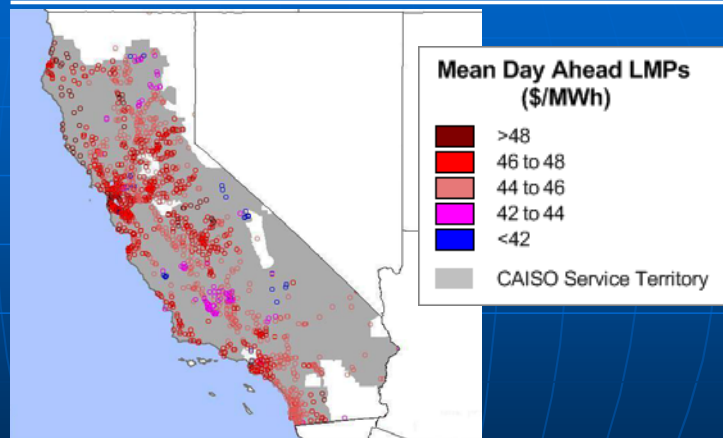 Mean Day Ahead LMPs
($/MWh)
>48
46 to 48
44 to 46
42 to 44
<42
CAISO Service Territory